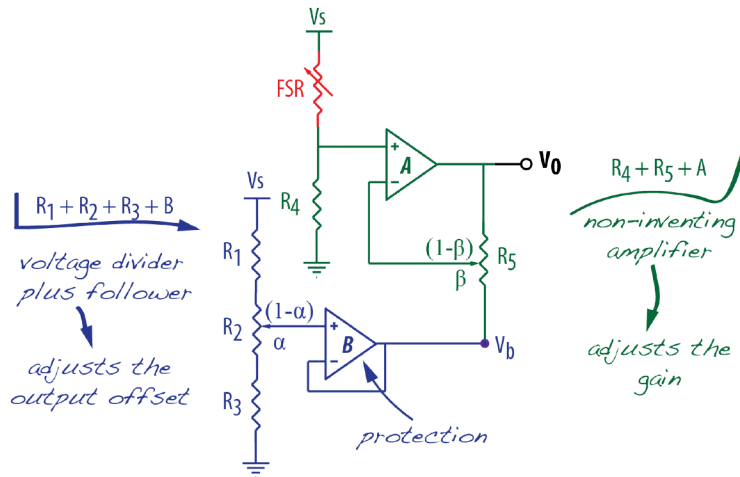 Vs
FSR
+
A
−
V0
R4
R4 + R5 + A
non-inventing
amplifier
adjusts the
gain
Vs
R1 + R2 + R3 + B
voltage divider
plus follower
adjusts the
output offset
R1
(1-β)
R5
β
R2
(1-α)
α
+
B
−
Vb
R3
protection